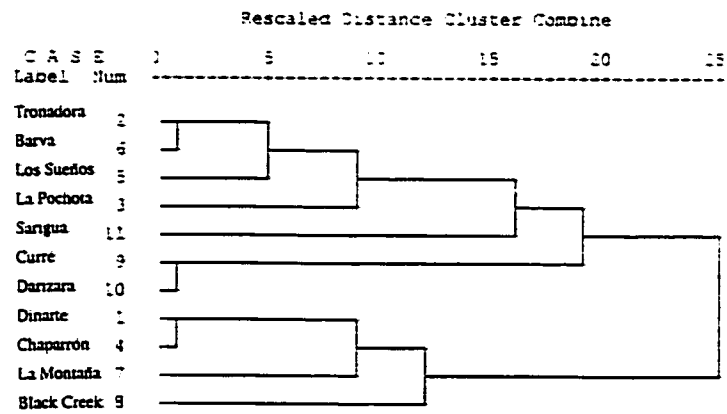 Rescaled Distance Cluster Combine
C A S E 0 5 10 15 20 25
Label Num
Tronadora 2
Barva 6
Los Sueños 5
La Pochota 3
Sangua 11
Curré 9
Danzara 10
Dinarte 1
Chaparrón 4
La Montaña 7
Black Creek 8